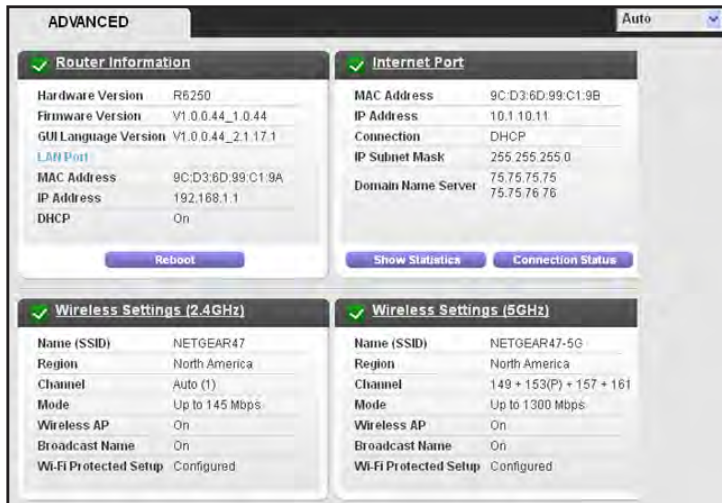 ADVANCED
Auto
Router Information
Hardware Version R6250
Firmware Version V1.0.0.44_1.0.44
GUI Language Version V1.0.0.44_2.1.17.1
LAN Port
MAC Address 9C:D3:6D:99:C1:9A
IP Address 192.168.1.1
DHCP On
Reboot
Internet Port
MAC Address 9C:D3:6D:99:C1:9B
IP Address 10.1.10.11
Connection DHCP
IP Subnet Mask 255.255.255.0
Domain Name Server 75.75.75.75
75.75.76.76
Show Statistics Connection Status
Wireless Settings (2.4GHz)
Name (SSID) NETGEAR47
Region North America
Channel Auto (1)
Mode Up to 145 Mbps
Wireless AP On
Broadcast Name On
Wi-Fi Protected Setup Configured
Wireless Settings (5GHz)
Name (SSID) NETGEAR47-5G
Region North America
Channel 149 + 153(P) + 157 + 161
Mode Up to 1300 Mbps
Wireless AP On
Broadcast Name On
Wi-Fi Protected Setup Configured